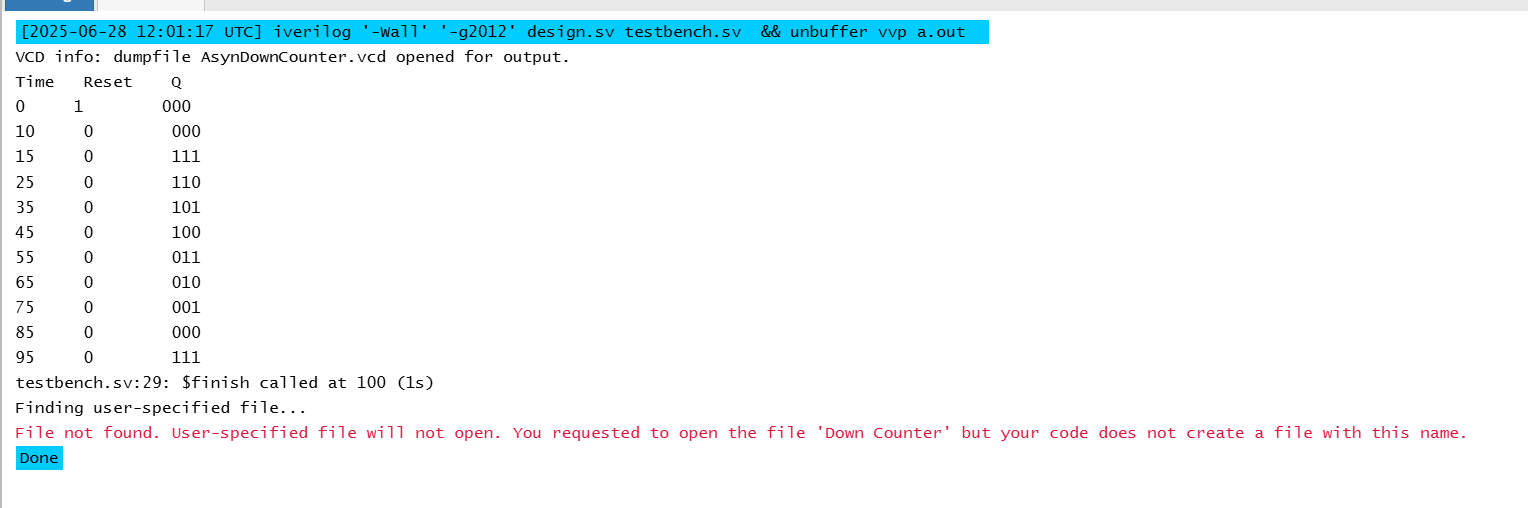 [2025-06-28 12:01:17 UTC] iverilog '-Wall' '-g2012' design.sv testbench.sv  && unbuffer vvp a.out
VCD info: dumpfile AsynDownCounter.vcd opened for output.
Time   Reset    Q
0     1        000
10     0        000
15     0        111
25     0        110
35     0        101
45     0        100
55     0        011
65     0        010
75     0        001
85     0        000
95     0        111
testbench.sv:29: $finish called at 100 (1s)
Finding user-specified file...
File not found. User-specified file will not open. You requested to open the file 'Down Counter' but your code does not create a file with this name.
Done